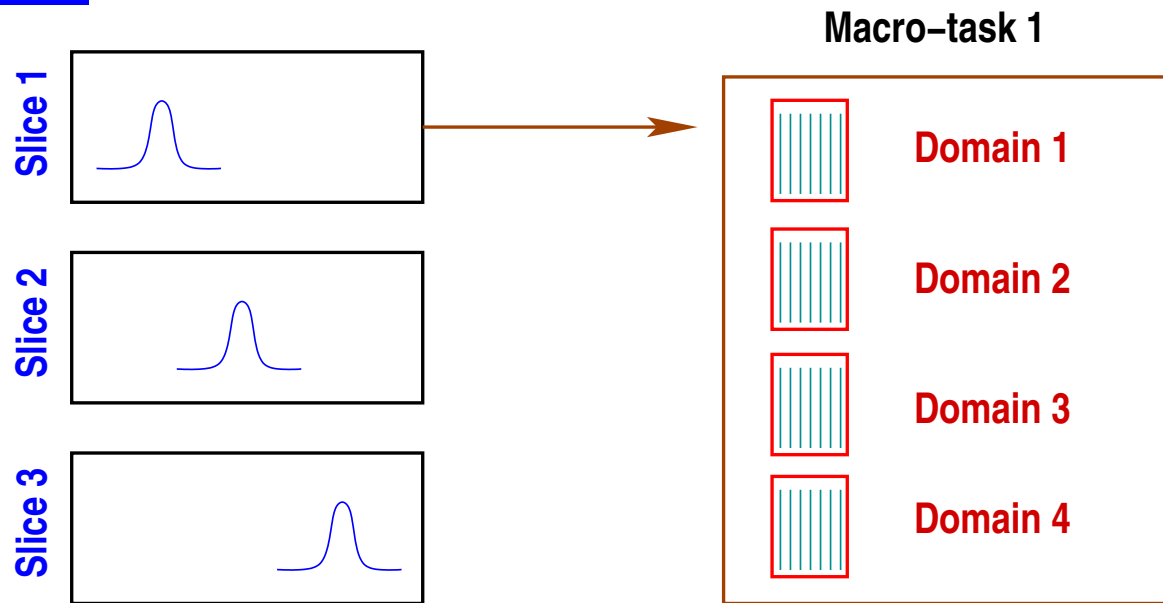 Macro–task 1
Slice 1
Domain 1
Slice 2
Domain 2
Domain 3
Slice 3
Domain 4